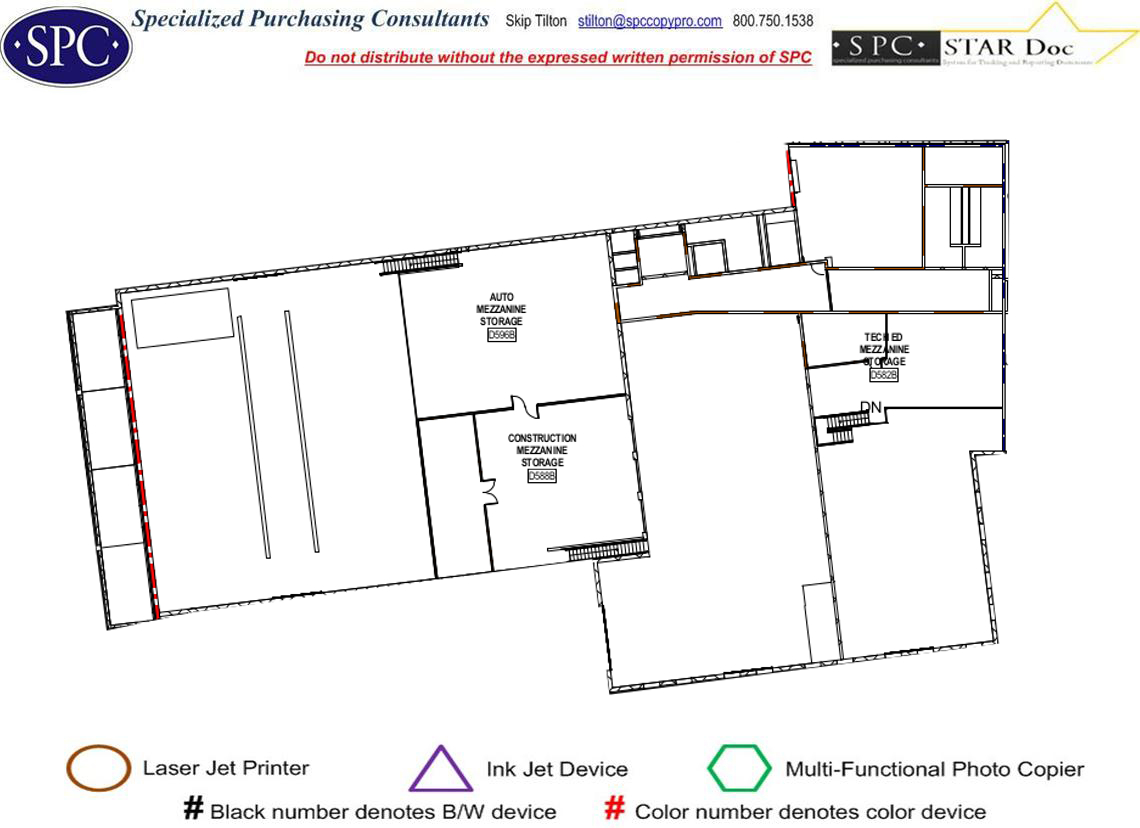 ·SPC·
Specialized Purchasing Consultants Skip Tilton stilton@spccopypro.com 800.750.1538
Do not distribute without the expressed written permission of SPC
·SPC· STAR Doc
specialized purchasing consultants System for Tracking and Reporting Documents
AUTO
MEZZANINE
STORAGE
D596B
CONSTRUCTION
MEZZANINE
STORAGE
D588B
TECH ED
MEZZANINE
STORAGE
D582B
DN
Laser Jet Printer
Ink Jet Device
Multi-Functional Photo Copier
# Black number denotes B/W device
# Color number denotes color device